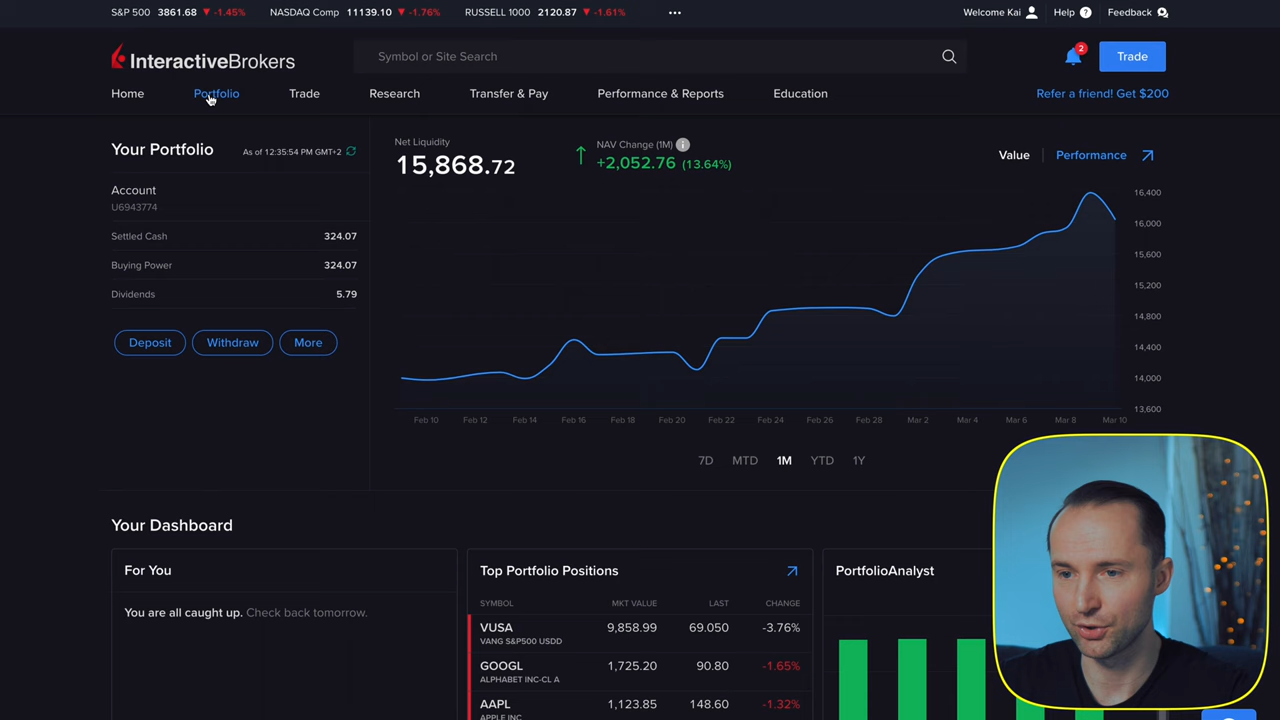 S&P 500 3861.68 ▼ -1.45% NASDAQ Comp 11139.10 ▼ -1.76% RUSSELL 1000 2120.87 ▼ -1.61% ••• Welcome Kai Help ? Feedback
InteractiveBrokers Symbol or Site Search 2 Trade
Home Portfolio Trade Research Transfer & Pay Performance & Reports Education Refer a friend! Get $200
Your Portfolio As of 12:35:54 PM GMT+2
Account
U6943774
Settled Cash 324.07
Buying Power 324.07
Dividends 5.79
Deposit Withdraw More
Net Liquidity
15,868.72
NAV Change (1M) i
+2,052.76 (13.64%)
Value Performance
16,400
16,000
15,600
15,200
14,800
14,400
14,000
13,600
Feb 10 Feb 12 Feb 14 Feb 16 Feb 18 Feb 20 Feb 22 Feb 24 Feb 26 Feb 28 Mar 2 Mar 4 Mar 6 Mar 8 Mar 10
7D MTD 1M YTD 1Y
Your Dashboard
For You
You are all caught up. Check back tomorrow.
Top Portfolio Positions
SYMBOL MKT VALUE LAST CHANGE
VUSA 9,858.99 69.050 -3.76%
VANG S&P500 USDD
GOOGL 1,725.20 90.80 -1.65%
ALPHABET INC-CL A
AAPL 1,123.85 148.60 -1.32%
APPLE INC
PortfolioAnalyst